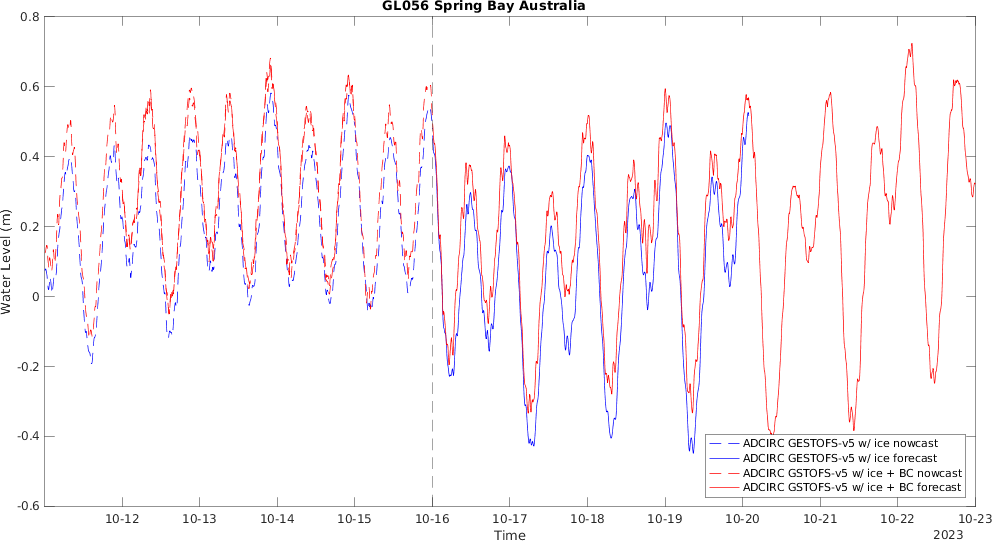 GL056 Spring Bay Australia
0.8
0.6
0.4
0.2
0
-0.2
-0.4
-0.6
Water Level (m)
ADCIRC GESTOFS-v5 w/ ice nowcast
ADCIRC GESTOFS-v5 w/ ice forecast
ADCIRC GSTOFS-v5 w/ ice + BC nowcast
ADCIRC GSTOFS-v5 w/ ice + BC forecast
10-12 10-13 10-14 10-15 10-16 10-17 10-18 10-19 10-20 10-21 10-22 10-23
Time
2023